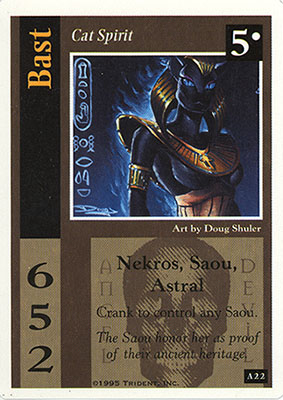 Bast
Cat Spirit
5•
Art by Doug Shuler
6
5
2
Nekros, Saou,
Astral
Crank to control any Saou.
The Saou honor her as proof
of their ancient heritage.
©1995 TRIDENT, INC.
A22